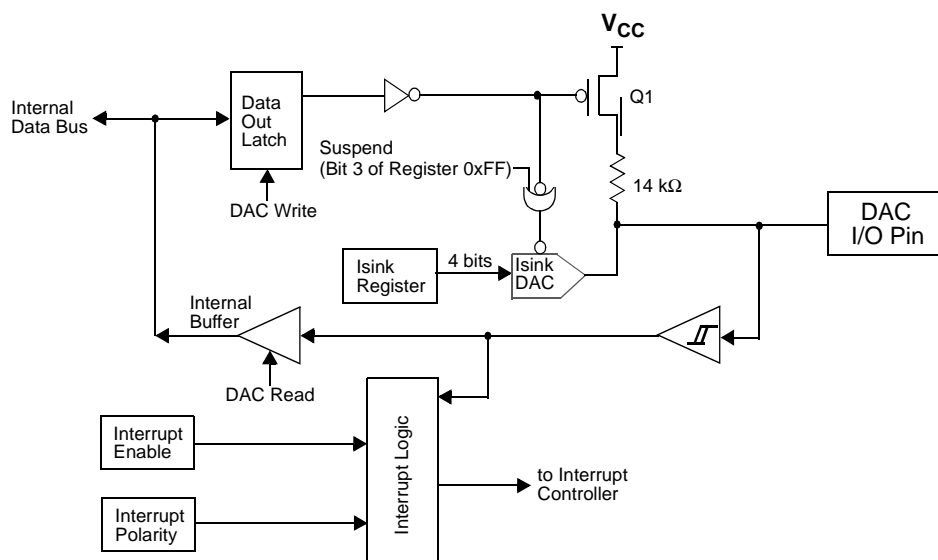 VCC
Q1
Internal
Data Bus
Data
Out
Latch
Suspend
(Bit 3 of Register 0xFF)
14 kΩ
DAC Write
DAC
I/O Pin
Isink
Register
4 bits
Isink
DAC
Internal
Buffer
DAC Read
Interrupt Logic
Interrupt
Enable
to Interrupt
Controller
Interrupt
Polarity